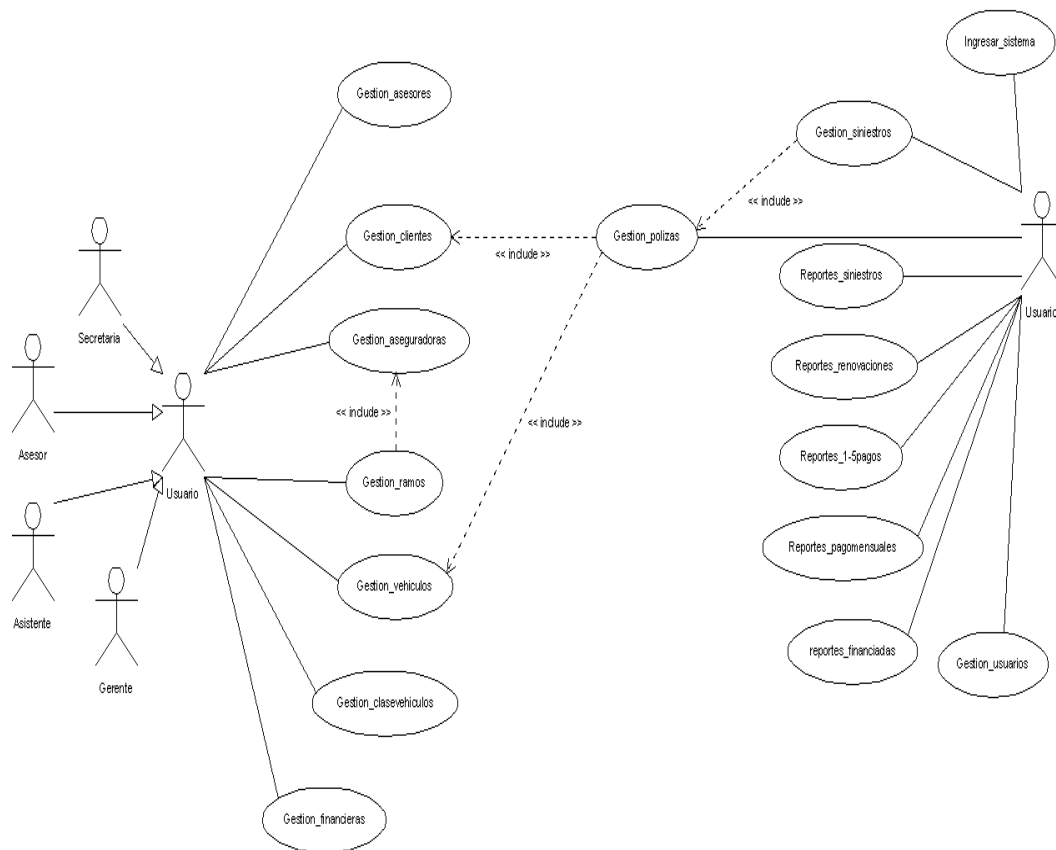 Ingresar_sistema
Gestion_asesores
Gestion_siniestros
<< include >>
Gestion_clientes
Gestion_polizas
<< include >>
Reportes_siniestros
Usuario
Secretaria
Gestion_aseguradoras
Reportes_renovaciones
<< include >>
<< include >>
Asesor
Reportes_1-5pagos
Gestion_ramos
Usuario
Reportes_pagomensuales
Gestion_vehiculos
Asistente
reportes_financiadas
Gestion_usuarios
Gerente
Gestion_clasevehiculos
Gestion_financieras